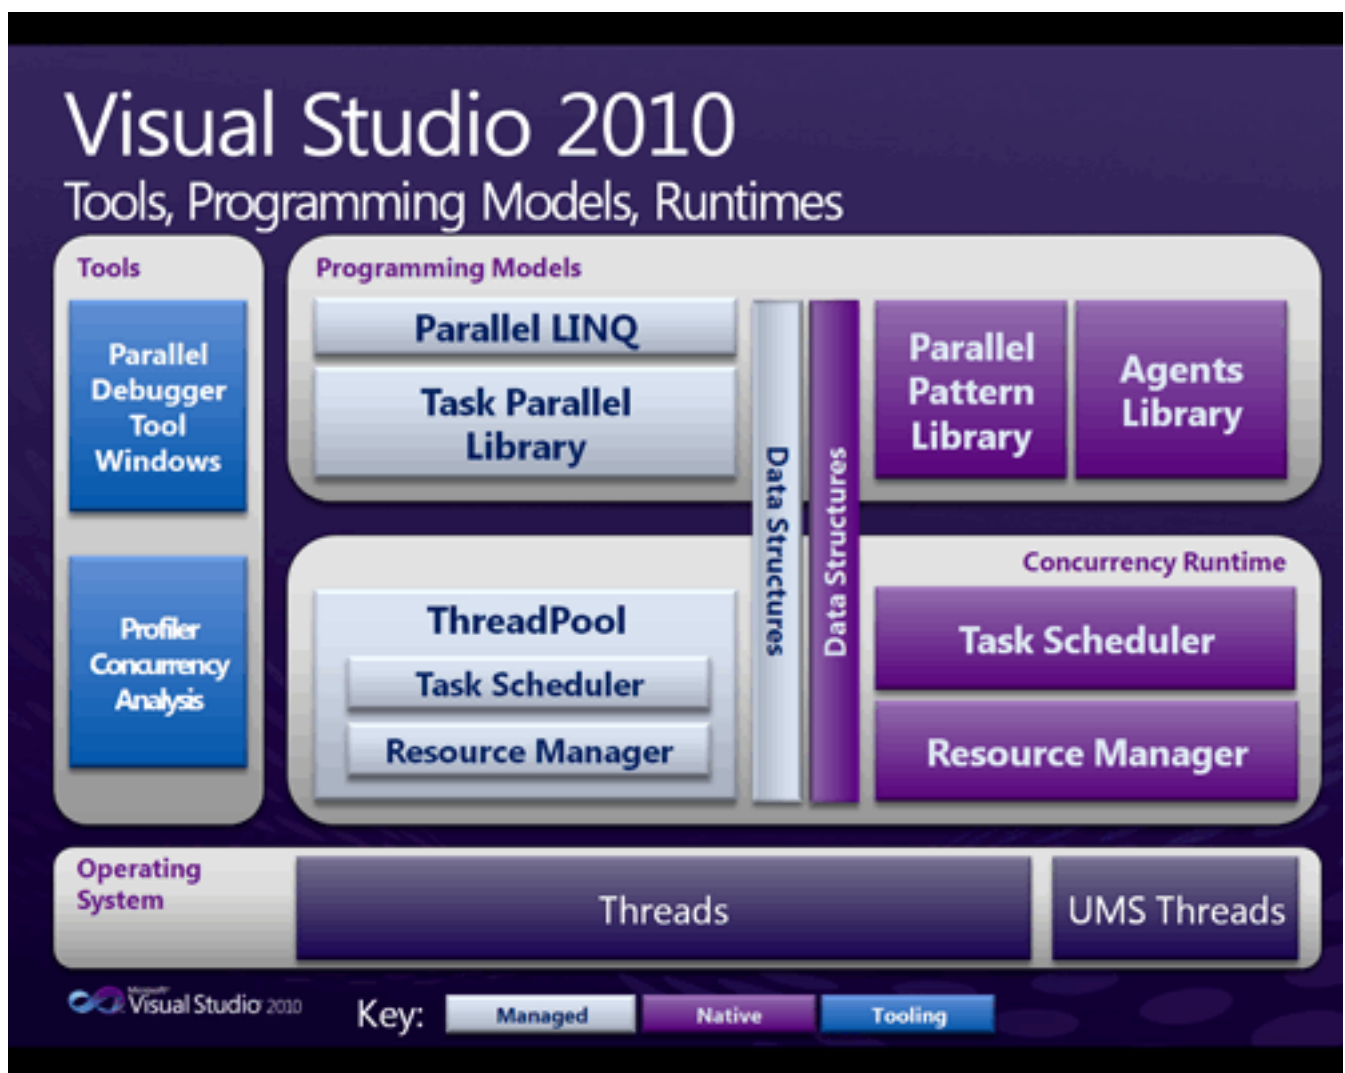 Visual Studio 2010
Tools, Programming Models, Runtimes
Tools
Parallel
Debugger
Tool
Windows
Profiler
Concurrency
Analysis
Programming Models
Parallel LINQ
Task Parallel
Library
Data Structures
Data Structures
Parallel
Pattern
Library
Agents
Library
Concurrency Runtime
ThreadPool
Task Scheduler
Resource Manager
Task Scheduler
Resource Manager
Operating
System
Threads
UMS Threads
Microsoft
Visual Studio 2010
Key:
Managed
Native
Tooling